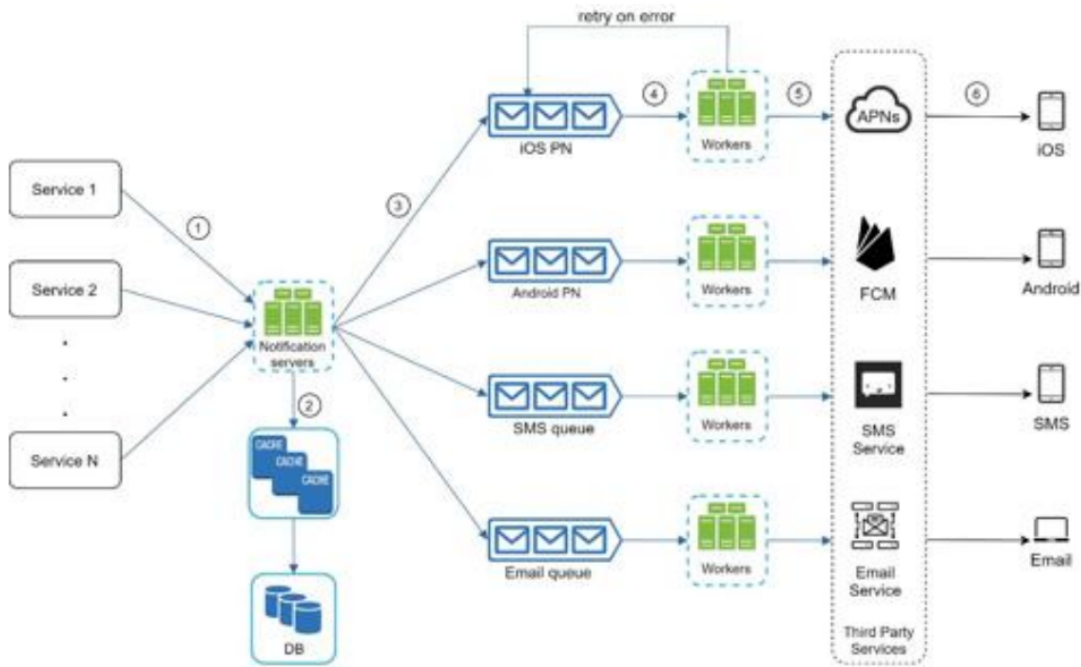 retry on error
4
5
6
APNs
iOS PN
Workers
iOS
Service 1
3
1
Service 2
Android PN
Workers
FCM
Android
Notification
servers
2
SMS queue
Workers
SMS
Service
SMS
Service N
CACHE
CACHE
CACHE
Email queue
Workers
Email
Service
Email
DB
Third Party
Services